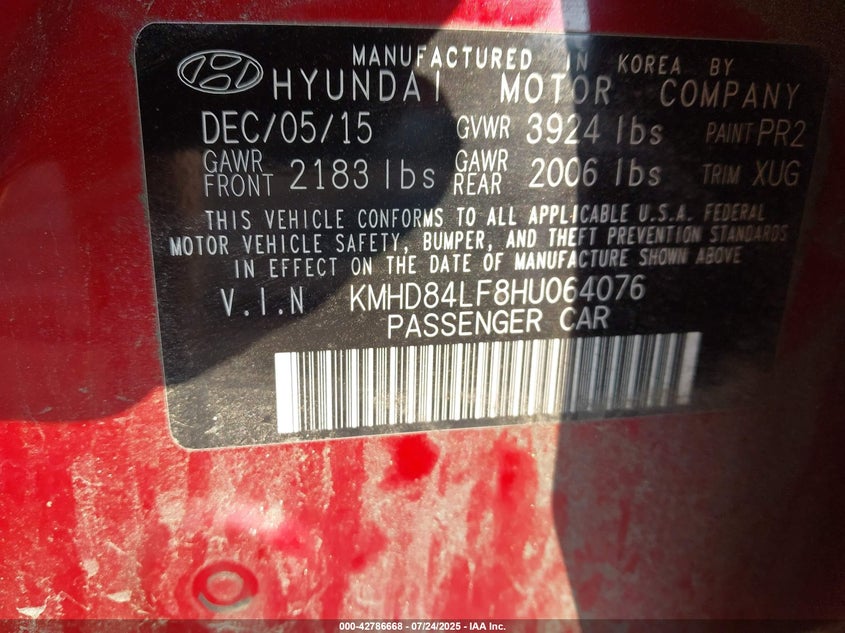 MANUFACTURED IN KOREA BY
HYUNDAI MOTOR COMPANY
DEC/05/15 GVWR 3924 lbs PAINT PR2
GAWR FRONT 2183 lbs GAWR REAR 2006 lbs TRIM XUG
THIS VEHICLE CONFORMS TO ALL APPLICABLE U.S.A. FEDERAL
MOTOR VEHICLE SAFETY, BUMPER, AND THEFT PREVENTION STANDARDS
IN EFFECT ON THE DATE OF MANUFACTURE SHOWN ABOVE
V.I.N KMHD84LF8HU064076
PASSENGER CAR
000-42786668 - 07/24/2025 - IAA Inc.